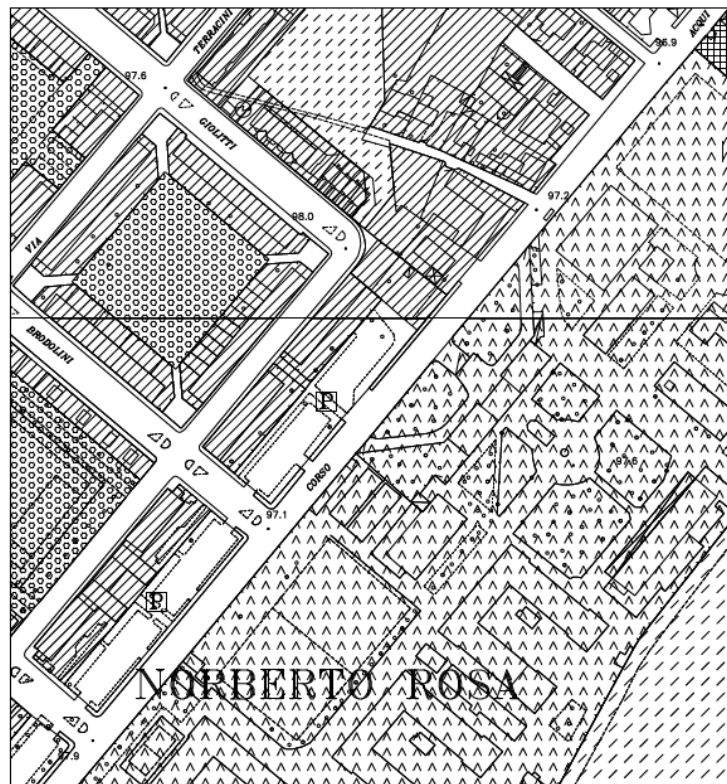 ACQUI
TERRACINI
96.9
97.6
GIOLITTI
97.2
98.0
VIA
BRODOLINI
P
97.6
CORSO
97.1
P
NORBERTO ROSA
97.9